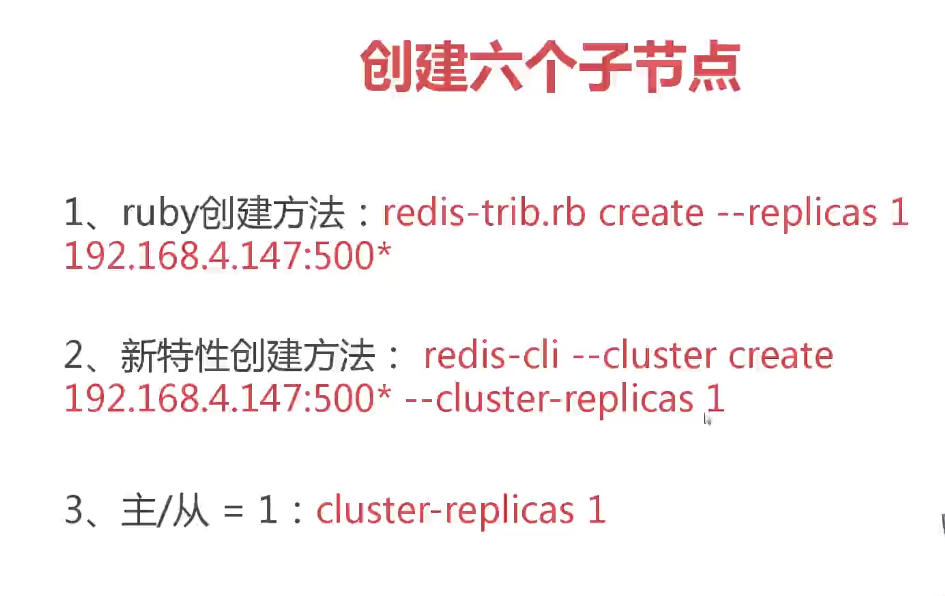 创建六个子节点
1、ruby创建方法：redis-trib.rb create --replicas 1
192.168.4.147:500*
2、新特性创建方法： redis-cli --cluster create
192.168.4.147:500* --cluster-replicas 1
3、主/从 = 1：cluster-replicas 1